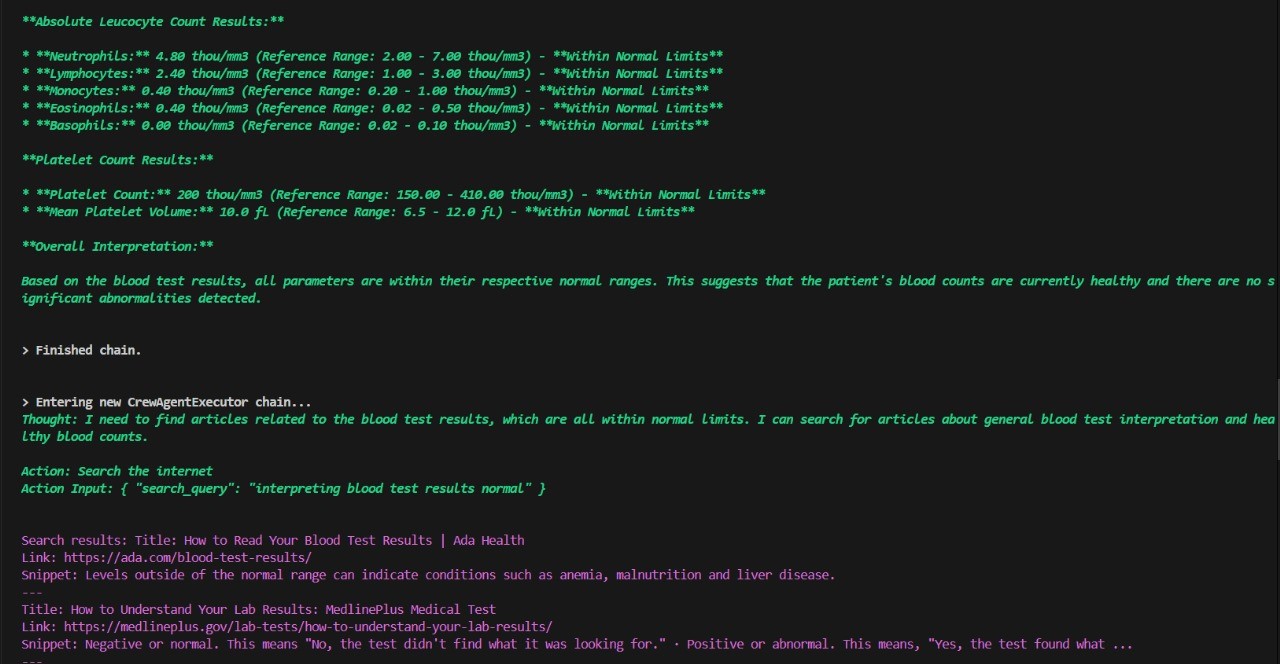 **Absolute Leucocyte Count Results:**
* **Neutrophils:** 4.80 thou/mm3 (Reference Range: 2.00 - 7.00 thou/mm3) - **Within Normal Limits**
* **Lymphocytes:** 2.40 thou/mm3 (Reference Range: 1.00 - 3.00 thou/mm3) - **Within Normal Limits**
* **Monocytes:** 0.40 thou/mm3 (Reference Range: 0.20 - 1.00 thou/mm3) - **Within Normal Limits**
* **Eosinophils:** 0.40 thou/mm3 (Reference Range: 0.02 - 0.50 thou/mm3) - **Within Normal Limits**
* **Basophils:** 0.00 thou/mm3 (Reference Range: 0.02 - 0.10 thou/mm3) - **Within Normal Limits**
**Platelet Count Results:**
* **Platelet Count:** 200 thou/mm3 (Reference Range: 150.00 - 410.00 thou/mm3) - **Within Normal Limits**
* **Mean Platelet Volume:** 10.0 fL (Reference Range: 6.5 - 12.0 fL) - **Within Normal Limits**
**Overall Interpretation:**
Based on the blood test results, all parameters are within their respective normal ranges. This suggests that the patient's blood counts are currently healthy and there are no s
ignificant abnormalities detected.
> Finished chain.
> Entering new CrewAgentExecutor chain...
Thought: I need to find articles related to the blood test results, which are all within normal limits. I can search for articles about general blood test interpretation and hea
lthy blood counts.
Action: Search the internet
Action Input: { "search_query": "interpreting blood test results normal" }
Search results: Title: How to Read Your Blood Test Results | Ada Health
Link: https://ada.com/blood-test-results/
Snippet: Levels outside of the normal range can indicate conditions such as anemia, malnutrition and liver disease.
---
Title: How to Understand Your Lab Results: MedlinePlus Medical Test
Link: https://medlineplus.gov/lab-tests/how-to-understand-your-lab-results/
Snippet: Negative or normal. This means "No, the test didn't find what it was looking for." · Positive or abnormal. This means, "Yes, the test found what ...
---